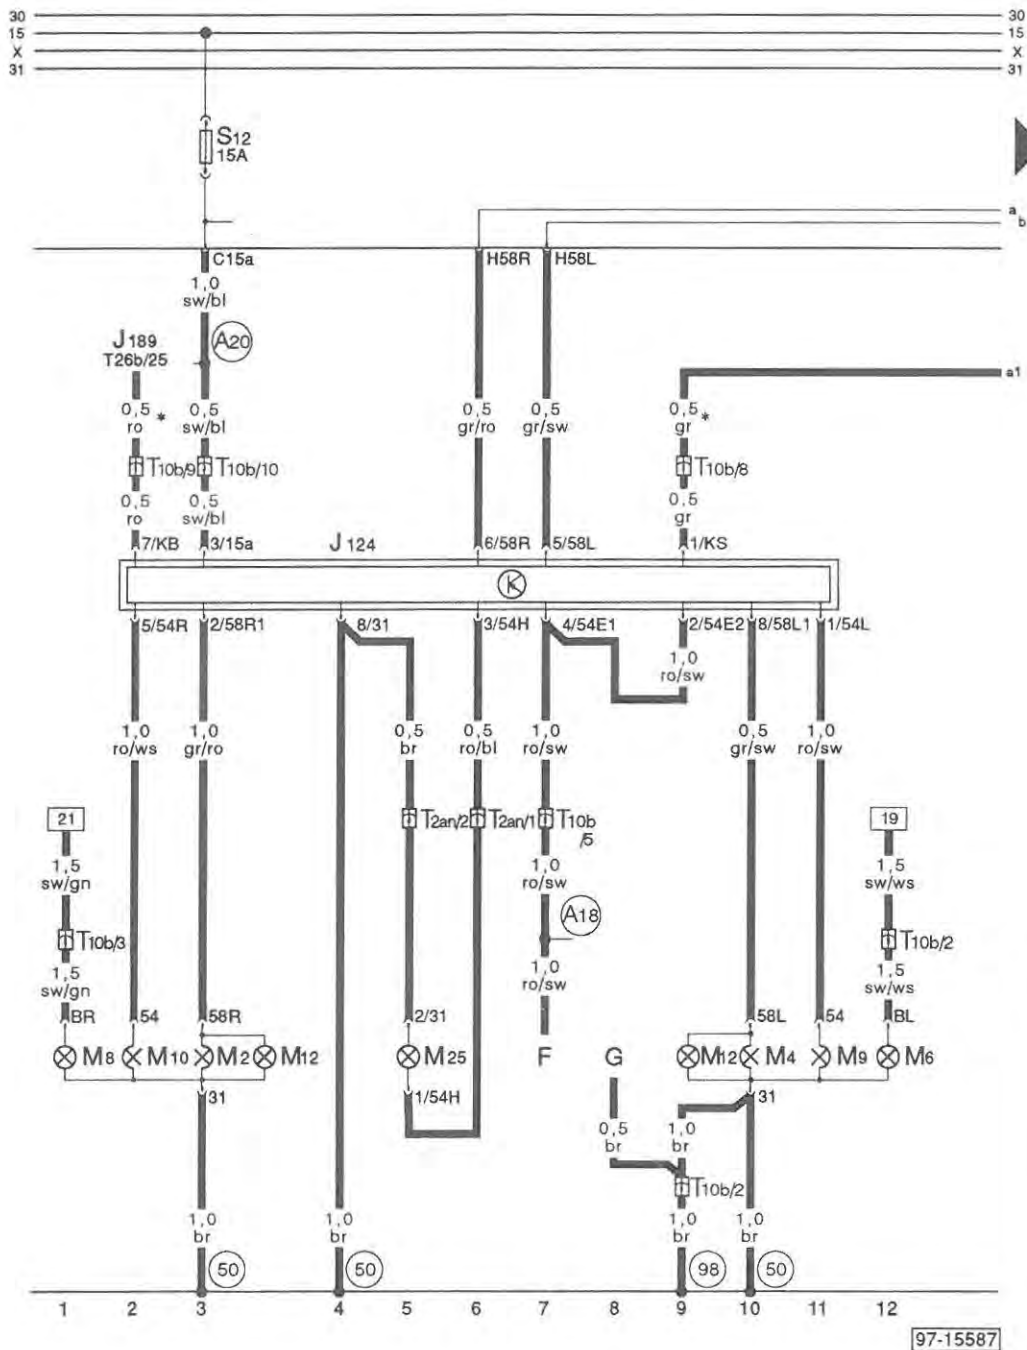 30 30
15 15
X X
31 31
S12
15A
a
b
C15a H58R H58L
1,0
sw/bl
J189 A20
T26b/25
a1
0,5 0,5 0,5 0,5 0,5
ro * sw/bl gr/ro gr/sw gr *
T10b/9 T10b/10 T10b/8
0,5 0,5 0,5
ro sw/bl gr
7/KB 3/15a J124 6/58R 5/58L 1/KS
K
5/54R 2/58R1 8/31 3/54H 4/54E1 2/54E2 8/58L1 1/54L
1,0
ro/sw
1,0 1,0 0,5 0,5 1,0 0,5 1,0
ro/ws gr/ro br ro/bl ro/sw gr/sw ro/sw
21 T2an/2 T2an/1 T10b 19
/5
1,5 1,0 1,5
sw/gn ro/sw sw/ws
A18
T10b/3 T10b/2
1,5 1,0 1,5
sw/gn ro/sw sw/ws
BR 54 58R 2/31 58L 54 BL
M8 M10 M2 M12 M25 F G M12 M4 M9 M6
31 1/54H 31
0,5 1,0
br br
T10b/2
1,0 1,0 1,0 1,0
br br br br
50 50 98 50
1 2 3 4 5 6 7 8 9 10 11 12
97-15587